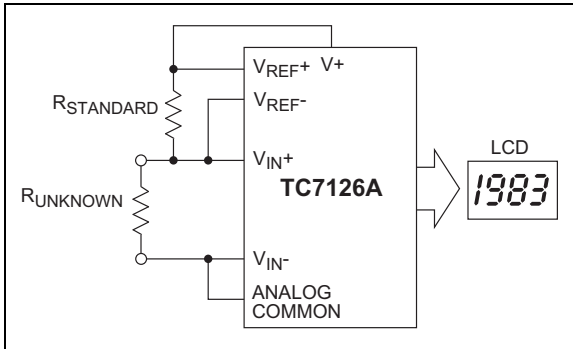 VREF+ V+
RSTANDARD
VREF-
VIN+
LCD
TC7126A
1983
RUNKNOWN
VIN-
ANALOG
COMMON